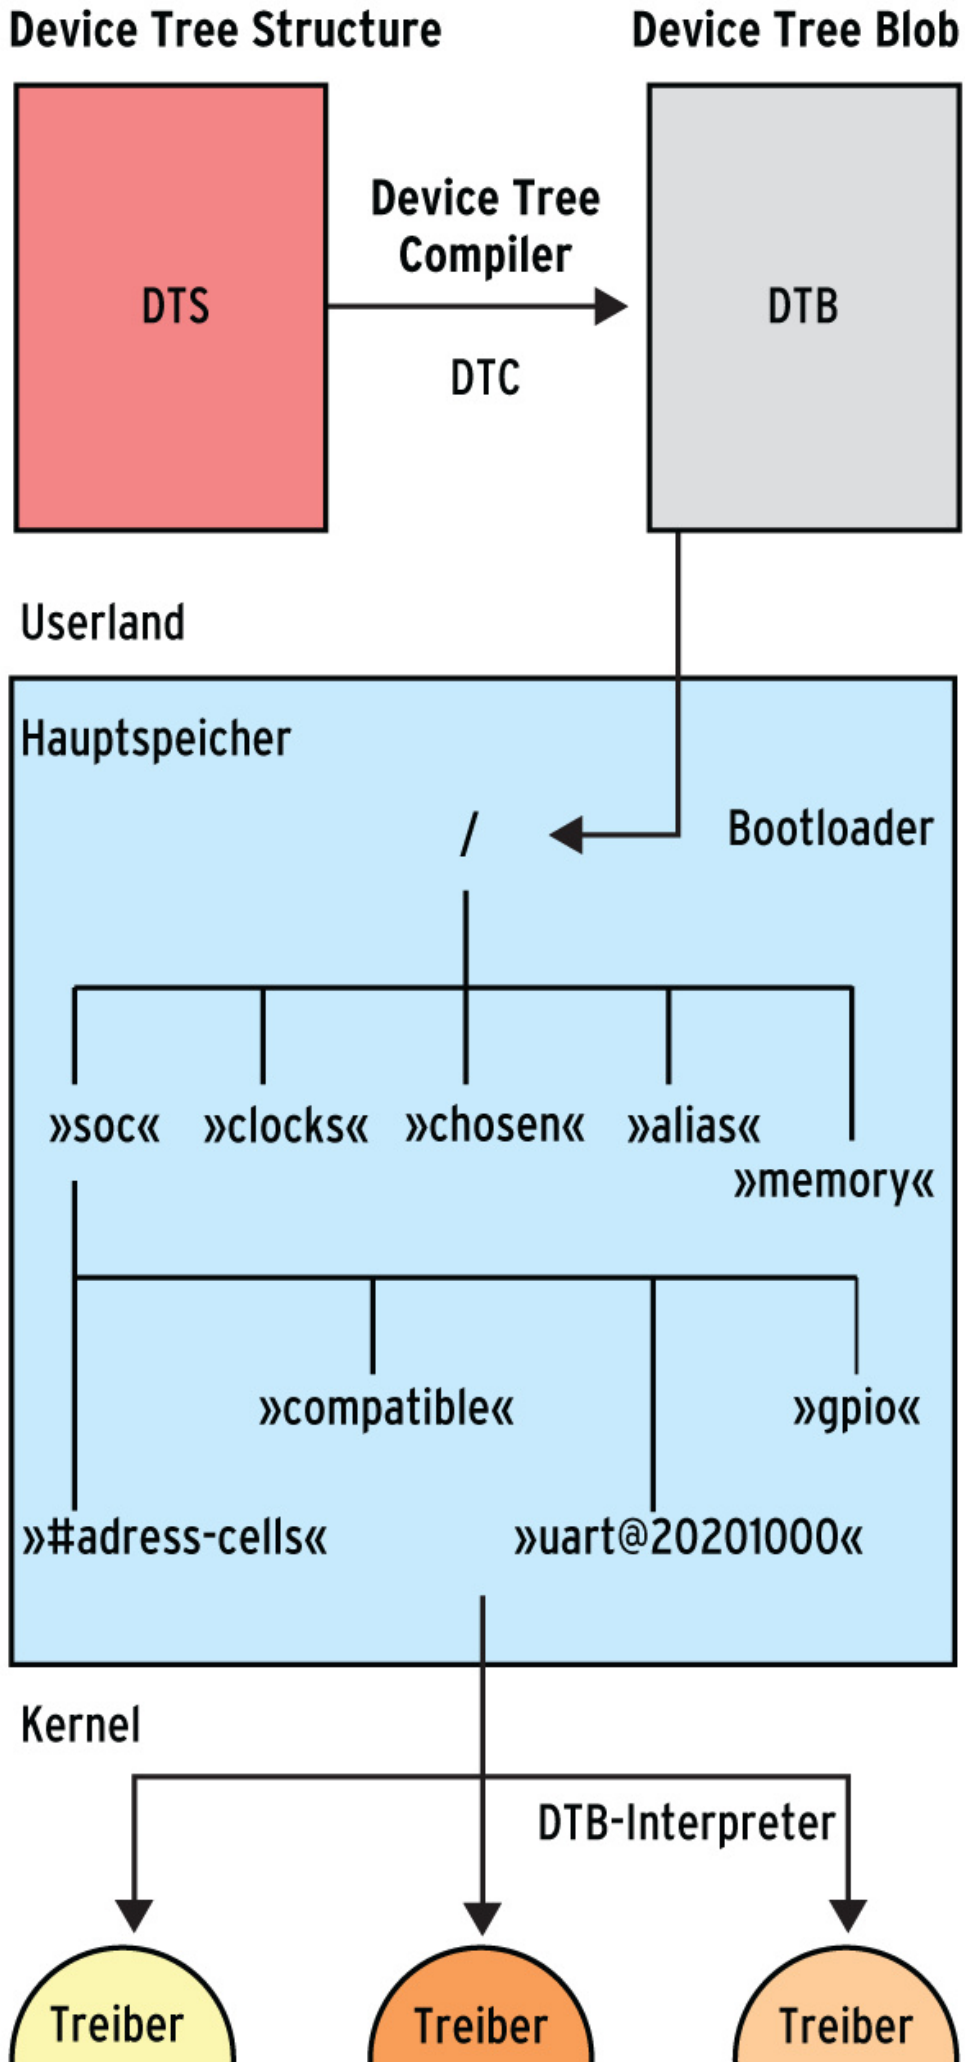 Device Tree Structure
Device Tree Blob
Device Tree
Compiler
DTS
DTB
DTC
Userland
Hauptspeicher
/
Bootloader
»soc«
»clocks«
»chosen«
»alias«
»memory«
»compatible«
»gpio«
»#adress-cells«
»uart@20201000«
Kernel
DTB-Interpreter
Treiber
Treiber
Treiber